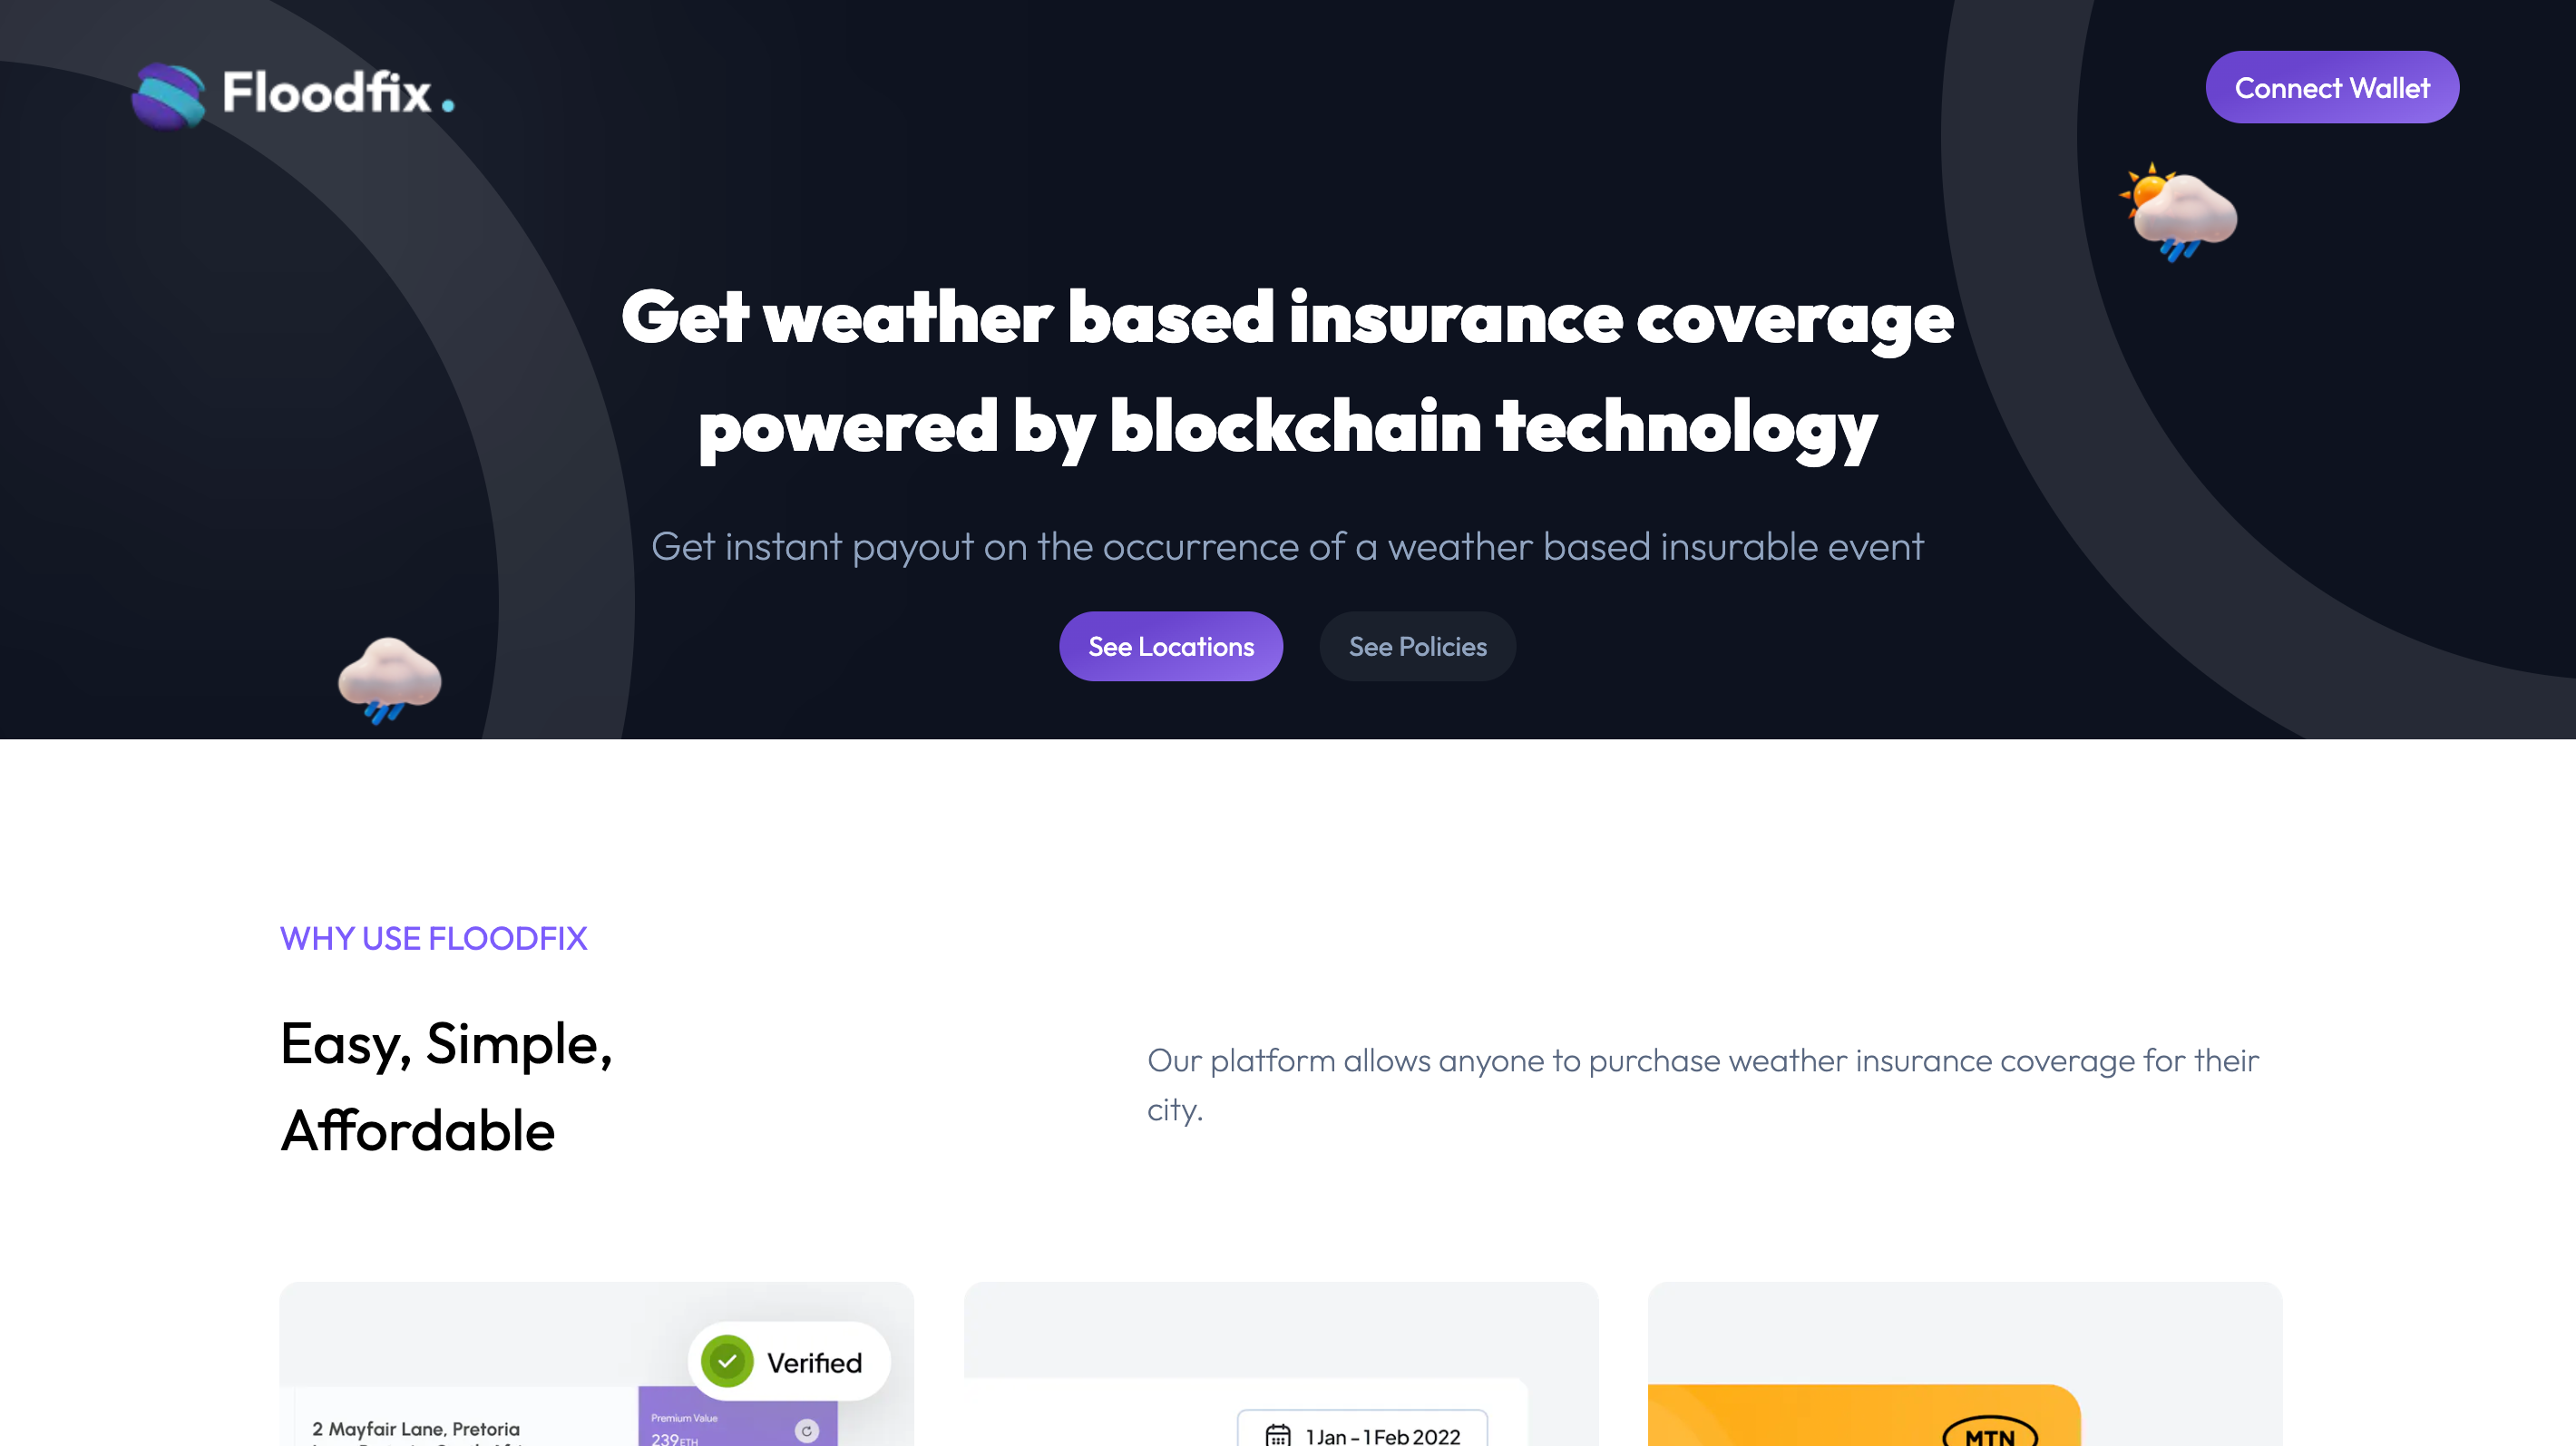 Floodfix.
Connect Wallet
Get weather based insurance coverage
powered by blockchain technology
Get instant payout on the occurrence of a weather based insurable event
See Locations
See Policies
WHY USE FLOODFIX
Easy, Simple,
Affordable
Our platform allows anyone to purchase weather insurance coverage for their
city.
Verified
2 Mayfair Lane, Pretoria
Premium Value
239 ETH
1 Jan - 1 Feb 2022
MTN